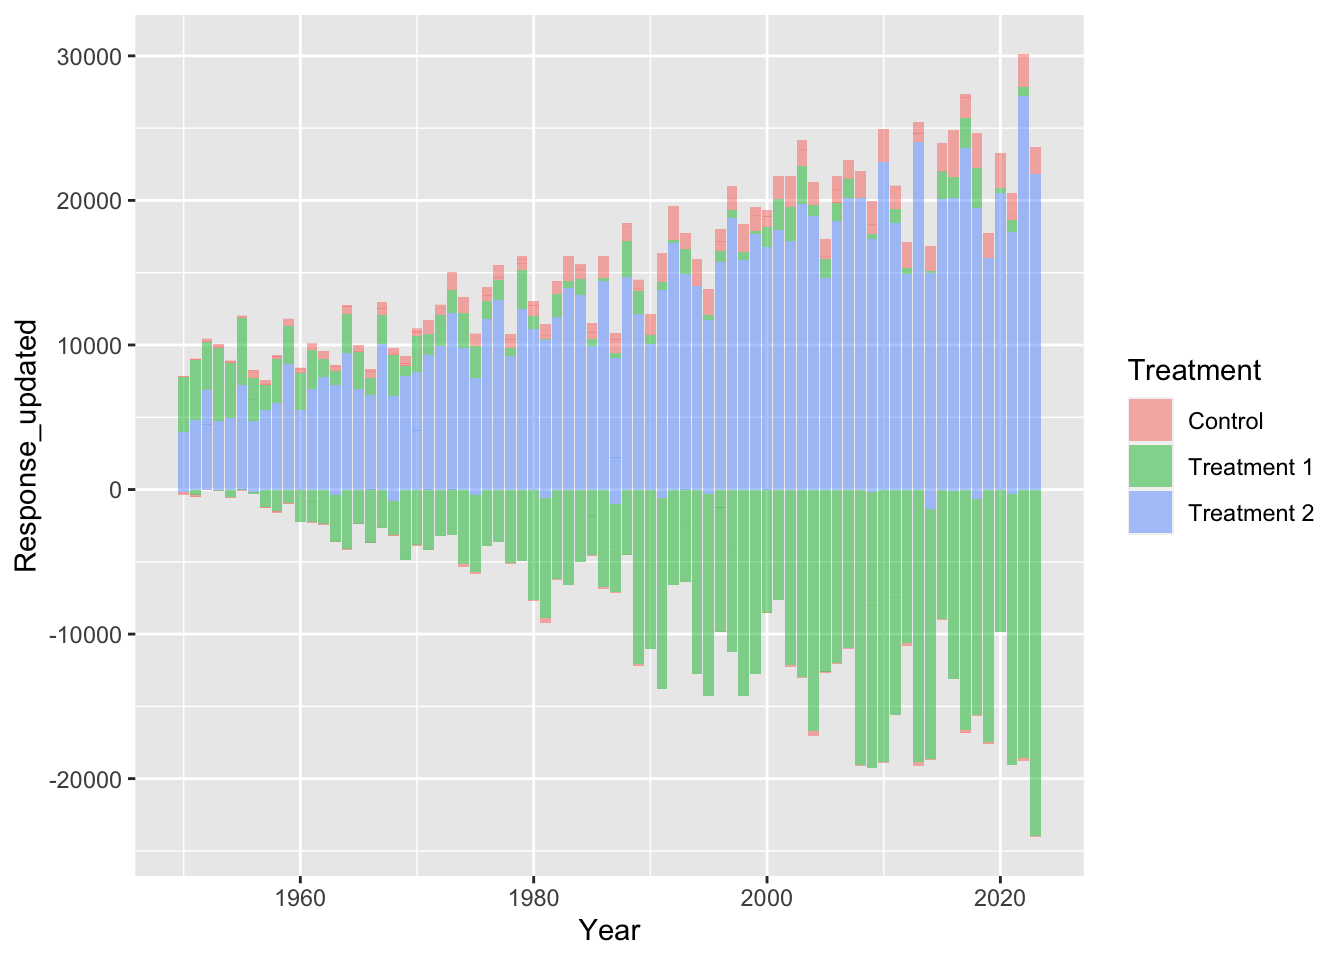 30000
20000
10000
0
-10000
-20000
Response_updated
1960
1980
2000
2020
Year
Treatment
Control
Treatment 1
Treatment 2